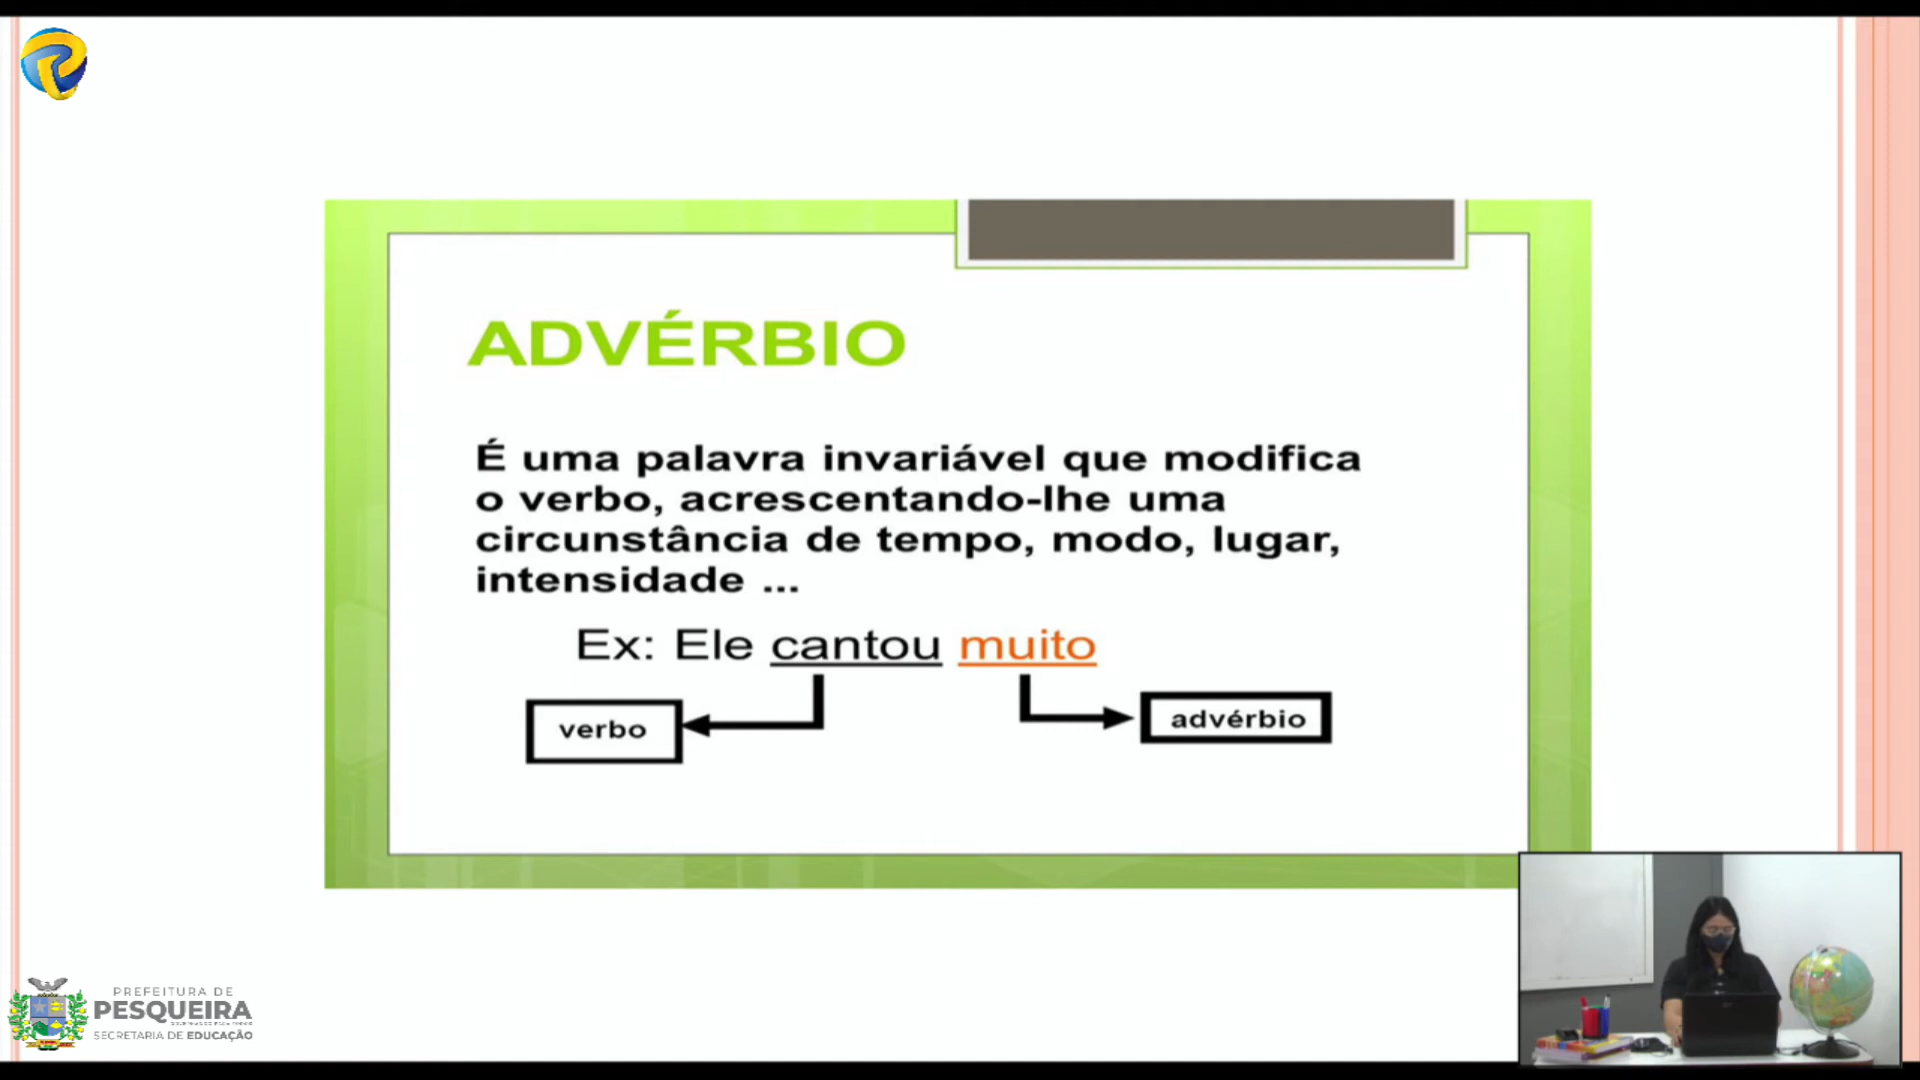 ADVÉRBIO
É uma palavra invariável que modifica
o verbo, acrescentando-lhe uma
circunstância de tempo, modo, lugar,
intensidade ...
Ex: Ele cantou muito
verbo
advérbio
PREFEITURA DE
PESQUEIRA
SECRETARIA DE EDUCAÇÃO